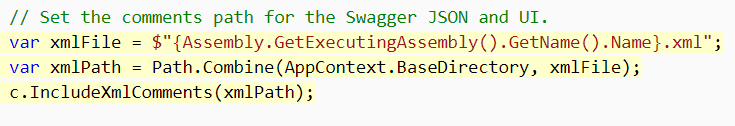 // Set the comments path for the Swagger JSON and UI.
var xmlFile = $"{Assembly.GetExecutingAssembly().GetName().Name}.xml";
var xmlPath = Path.Combine(AppContext.BaseDirectory, xmlFile);
c.IncludeXmlComments(xmlPath);